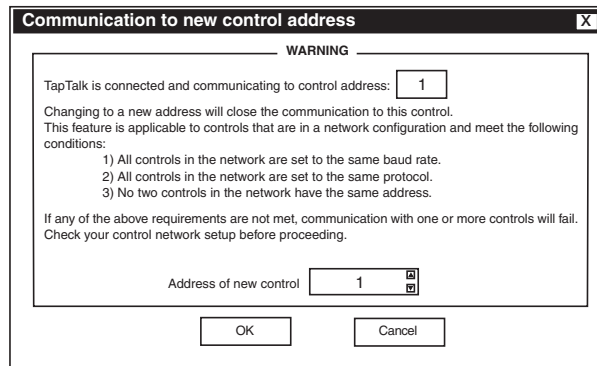 Communication to new control address X
WARNING
TapTalk is connected and communicating to control address: 1
Changing to a new address will close the communication to this control.
This feature is applicable to controls that are in a network configuration and meet the following
conditions:
1) All controls in the network are set to the same baud rate.
2) All controls in the network are set to the same protocol.
3) No two controls in the network have the same address.
If any of the above requirements are not met, communication with one or more controls will fail.
Check your control network setup before proceeding.
Address of new control 1
OK Cancel